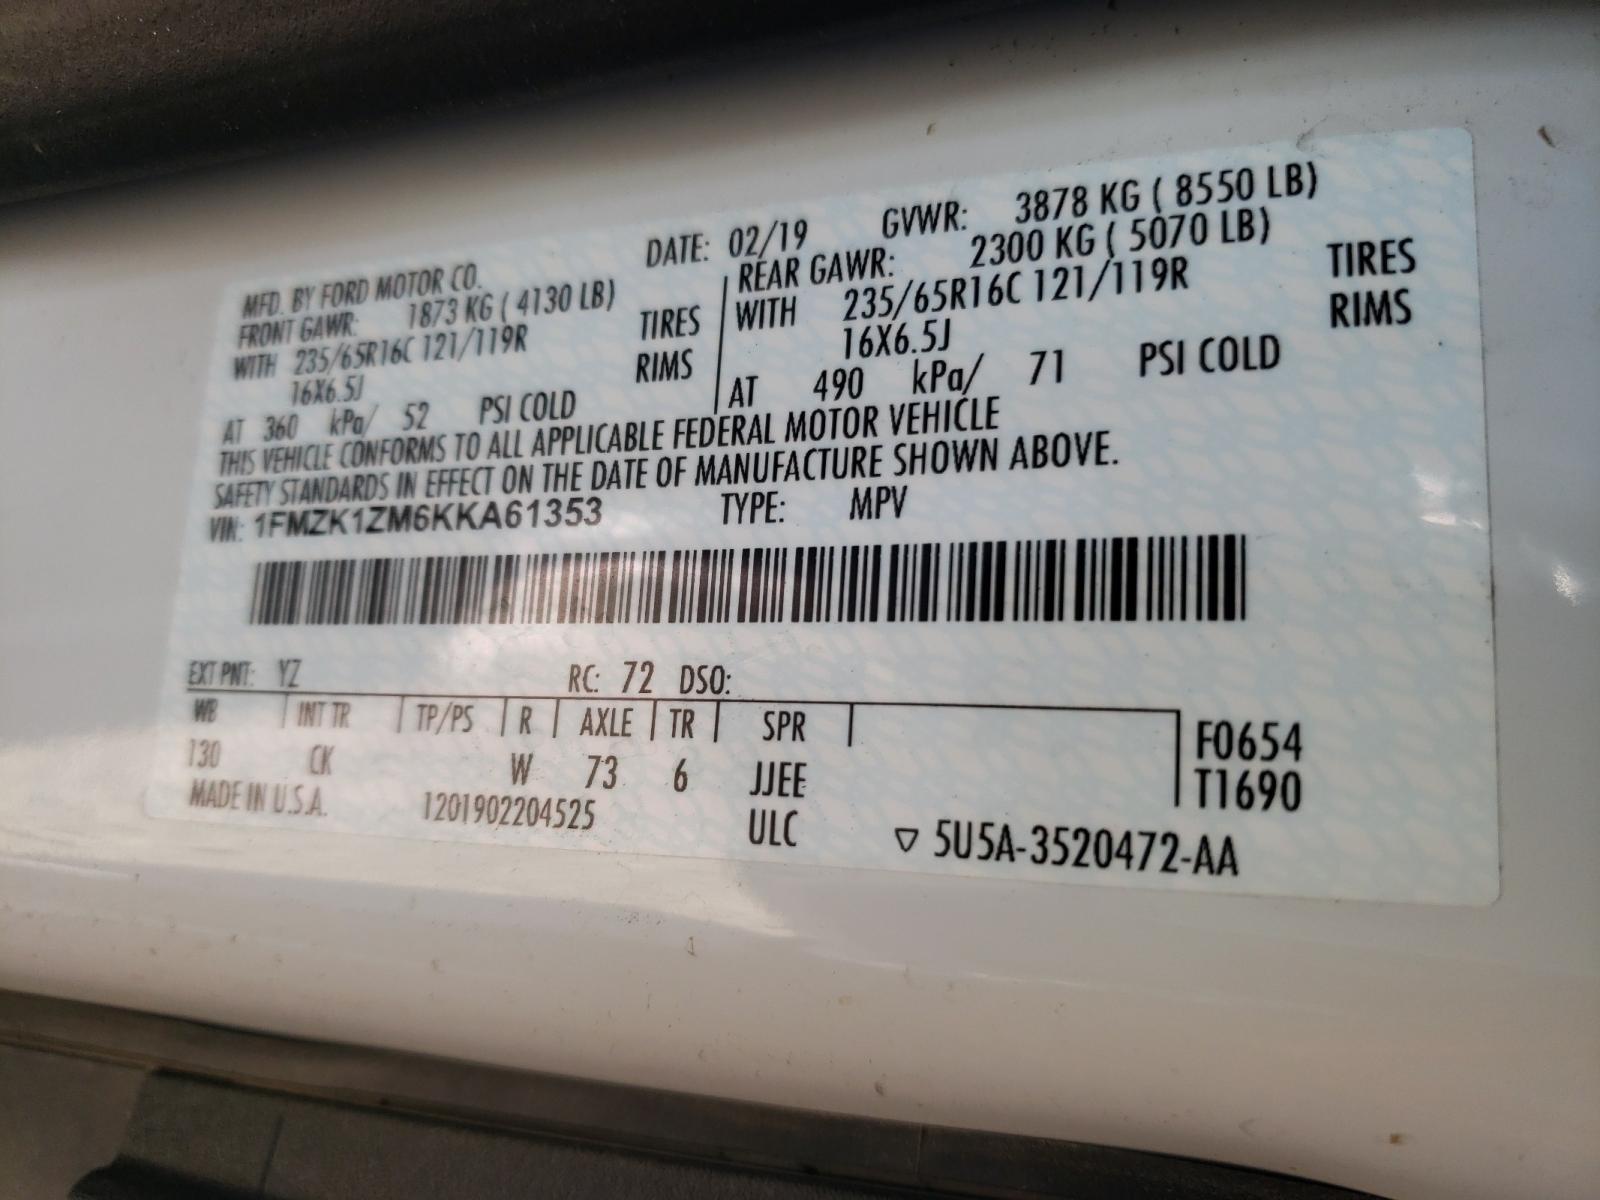 DATE: 02/19 GVWR: 3878 KG ( 8550 LB)
MFD. BY FORD MOTOR CO.
FRONT GAWR: 1873 KG ( 4130 LB)
WITH 235/65R16C 121/119R TIRES
16X6.5J RIMS
AT 360 kPa/ 52 PSI COLD
REAR GAWR: 2300 KG ( 5070 LB)
WITH 235/65R16C 121/119R TIRES
16X6.5J RIMS
AT 490 kPa/ 71 PSI COLD
THIS VEHICLE CONFORMS TO ALL APPLICABLE FEDERAL MOTOR VEHICLE
SAFETY STANDARDS IN EFFECT ON THE DATE OF MANUFACTURE SHOWN ABOVE.
VIN: 1FMZK1ZM6KKA61353 TYPE: MPV
EXT PNT: YZ RC: 72 DSO:
WB INT TR TP/PS R AXLE TR SPR
130 CK W 73 6 JJEE
F0654
T1690
MADE IN U.S.A. 1201902204525 ULC ▽ 5U5A-3520472-AA